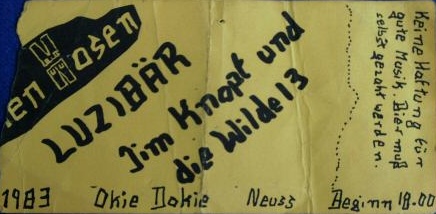 en Hosen
LUZIBÄR
Jim Knopf und
die Wilde 13
1983 Okie Dokie Neuss Beginn 18.00
Keine Haftung für
gute Musik. Bier muß
selbst gezahlt werden.